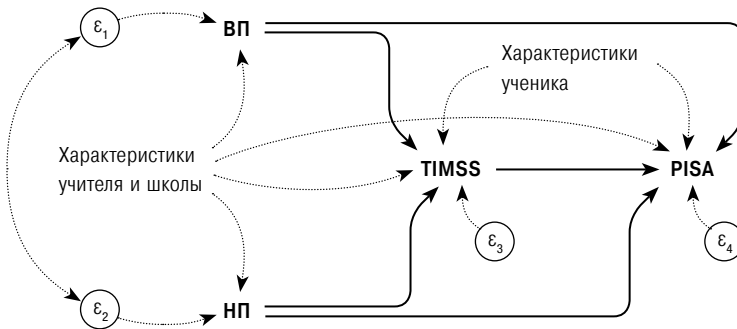 ε1
ВП
Характеристики
ученика
Характеристики
учителя и школы
TIMSS
PISA
ε3
ε4
ε2
НП